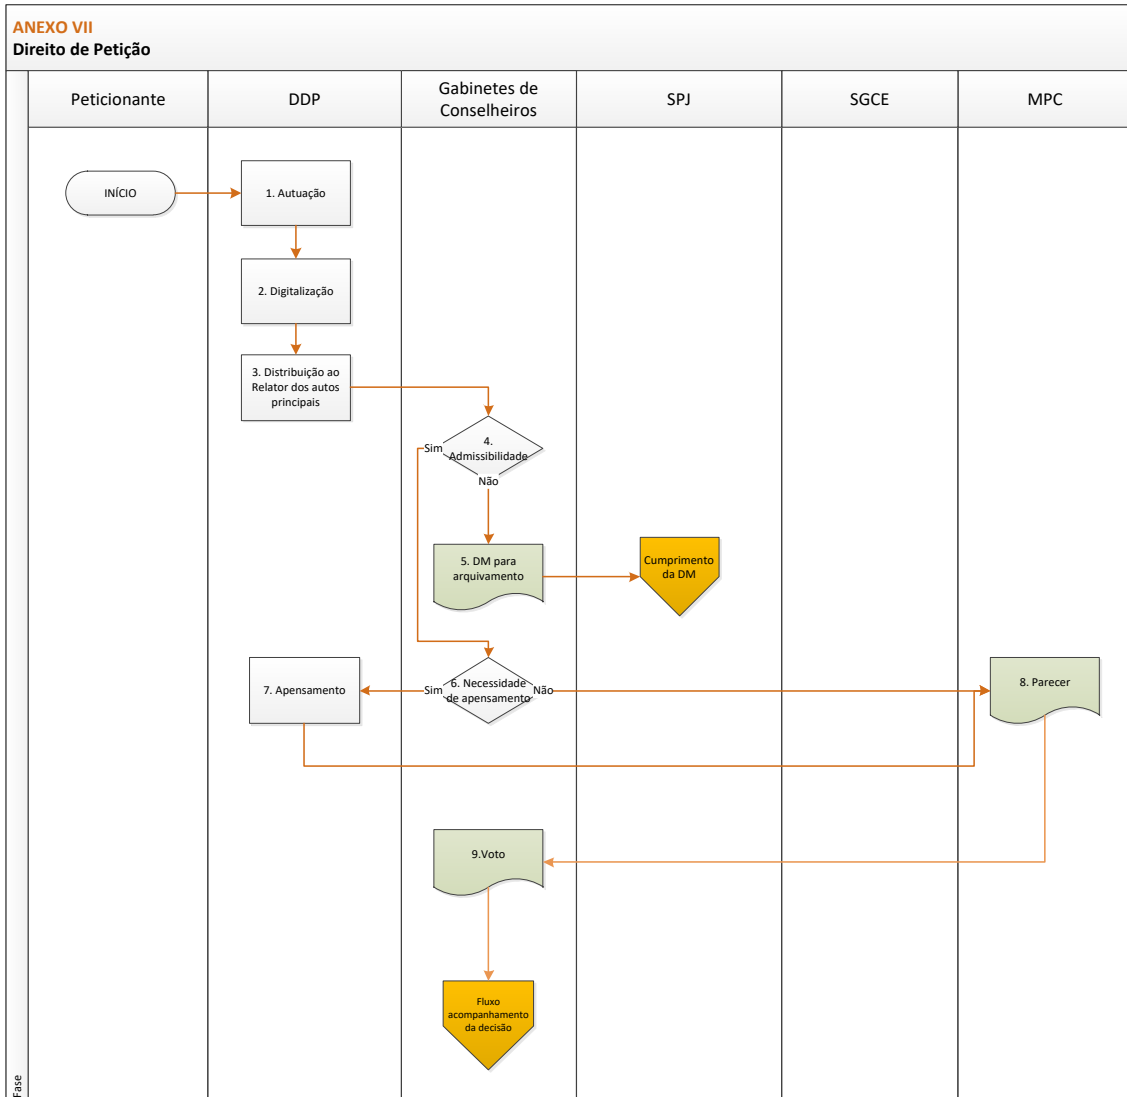 ANEXO VII
Direito de Petição
Peticionante
DDP
Gabinetes de
Conselheiros
SPJ
SGCE
MPC
INÍCIO
1. Autuação
2. Digitalização
3. Distribuição ao
Relator dos autos
principais
4.
Admissibilidade
Sim
Não
5. DM para
arquivamento
Cumprimento
da DM
6. Necessidade
de apensamento
Sim
Não
7. Apensamento
8. Parecer
9.Voto
Fluxo
acompanhamento
da decisão
Fase